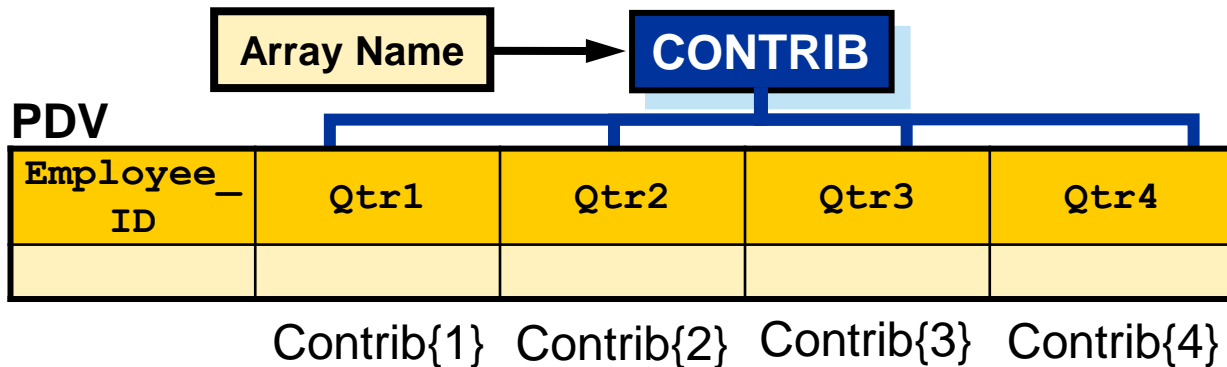 Array Name
CONTRIB
PDV
Employee_
ID
Qtr1
Qtr2
Qtr3
Qtr4
Contrib{1}
Contrib{2}
Contrib{3}
Contrib{4}